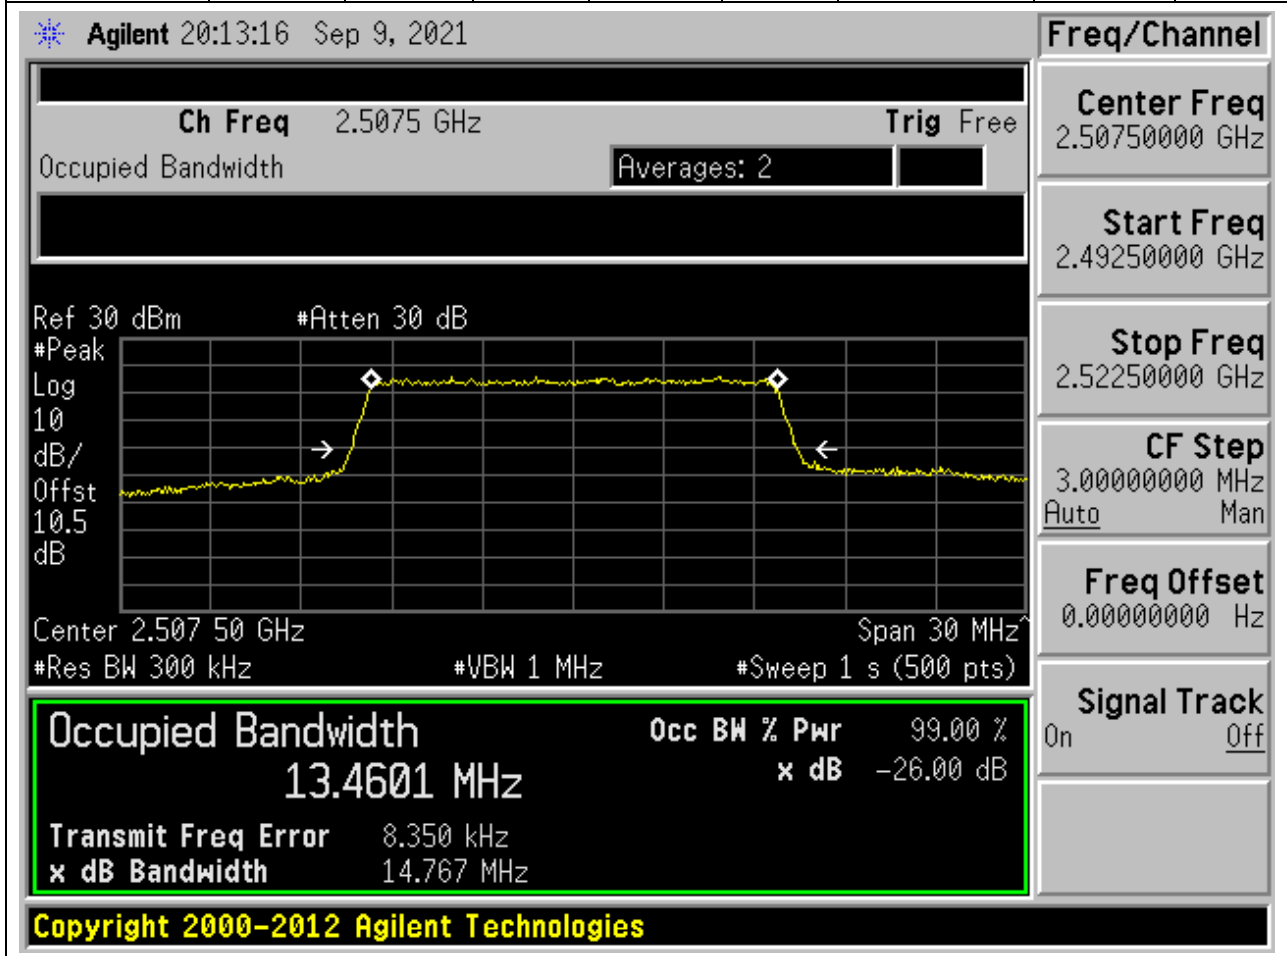 Agilent 20:13:16 Sep 9, 2021
Freq/Channel
Ch Freq 2.5075 GHz Trig Free
Occupied Bandwidth Averages: 2
Center Freq
2.50750000 GHz
Start Freq
2.49250000 GHz
Stop Freq
2.52250000 GHz
CF Step
3.00000000 MHz
Auto Man
Freq Offset
0.00000000 Hz
Signal Track
On Off
Ref 30 dBm #Atten 30 dB
#Peak
Log
10
dB/
Offst
10.5
dB
Center 2.507 50 GHz Span 30 MHz^
#Res BW 300 kHz #VBW 1 MHz #Sweep 1 s (500 pts)
Occupied Bandwidth Occ BW % Pwr 99.00 %
13.4601 MHz x dB -26.00 dB
Transmit Freq Error 8.350 kHz
x dB Bandwidth 14.767 MHz
Copyright 2000-2012 Agilent Technologies